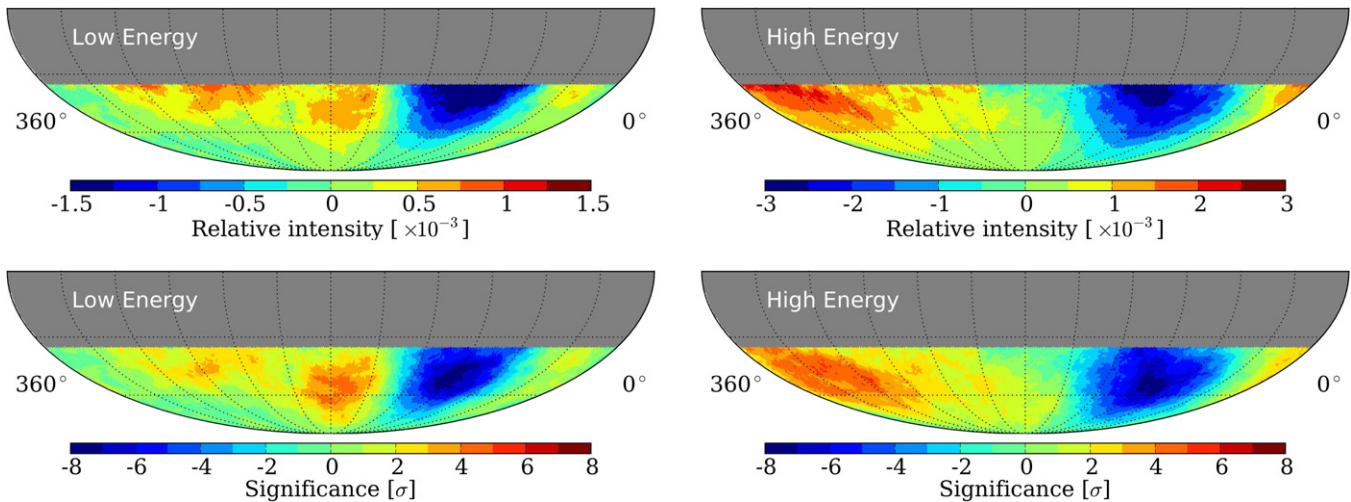 Low Energy
High Energy
360° 0°
360° 0°
-1.5 -1 -0.5 0 0.5 1 1.5
-3 -2 -1 0 1 2 3
Relative intensity [ ×10⁻³ ]
Relative intensity [ ×10⁻³ ]
Low Energy
High Energy
360° 0°
360° 0°
-8 -6 -4 -2 0 2 4 6 8
-8 -6 -4 -2 0 2 4 6 8
Significance [σ]
Significance [σ]